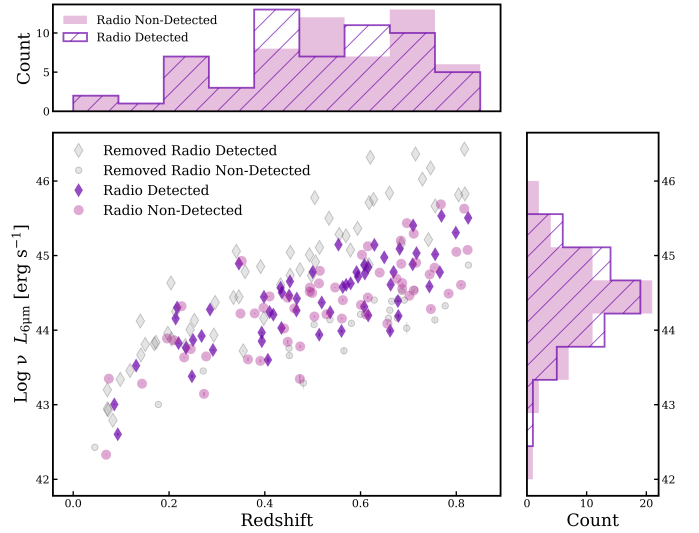 Radio Non-Detected
Radio Detected
Count
10
5
0
Removed Radio Detected
Removed Radio Non-Detected
Radio Detected
Radio Non-Detected
Log ν L6μm [erg s−1]
46
45
44
43
42
0.0 0.2 0.4 0.6 0.8
Redshift
46
45
44
43
42
0 10 20
Count